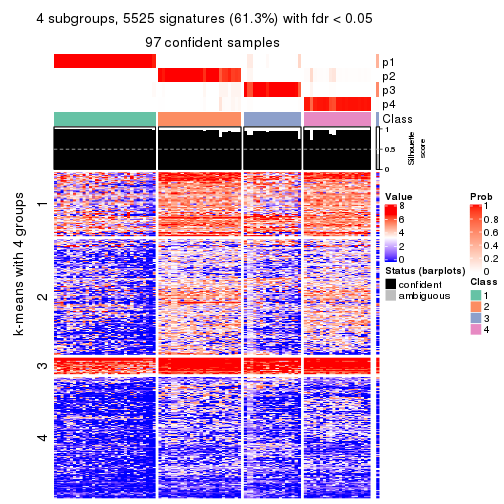 4 subgroups, 5525 signatures (61.3%) with fdr < 0.05
97 confident samples
p1
p2
p3
p4
Class
1
0.5
0
Silhouette
score
k-means with 4 groups
1
2
3
4
Value
8
6
4
2
0
Status (barplots)
confident
ambiguous
Prob
1
0.8
0.6
0.4
0.2
0
Class
1
2
3
4